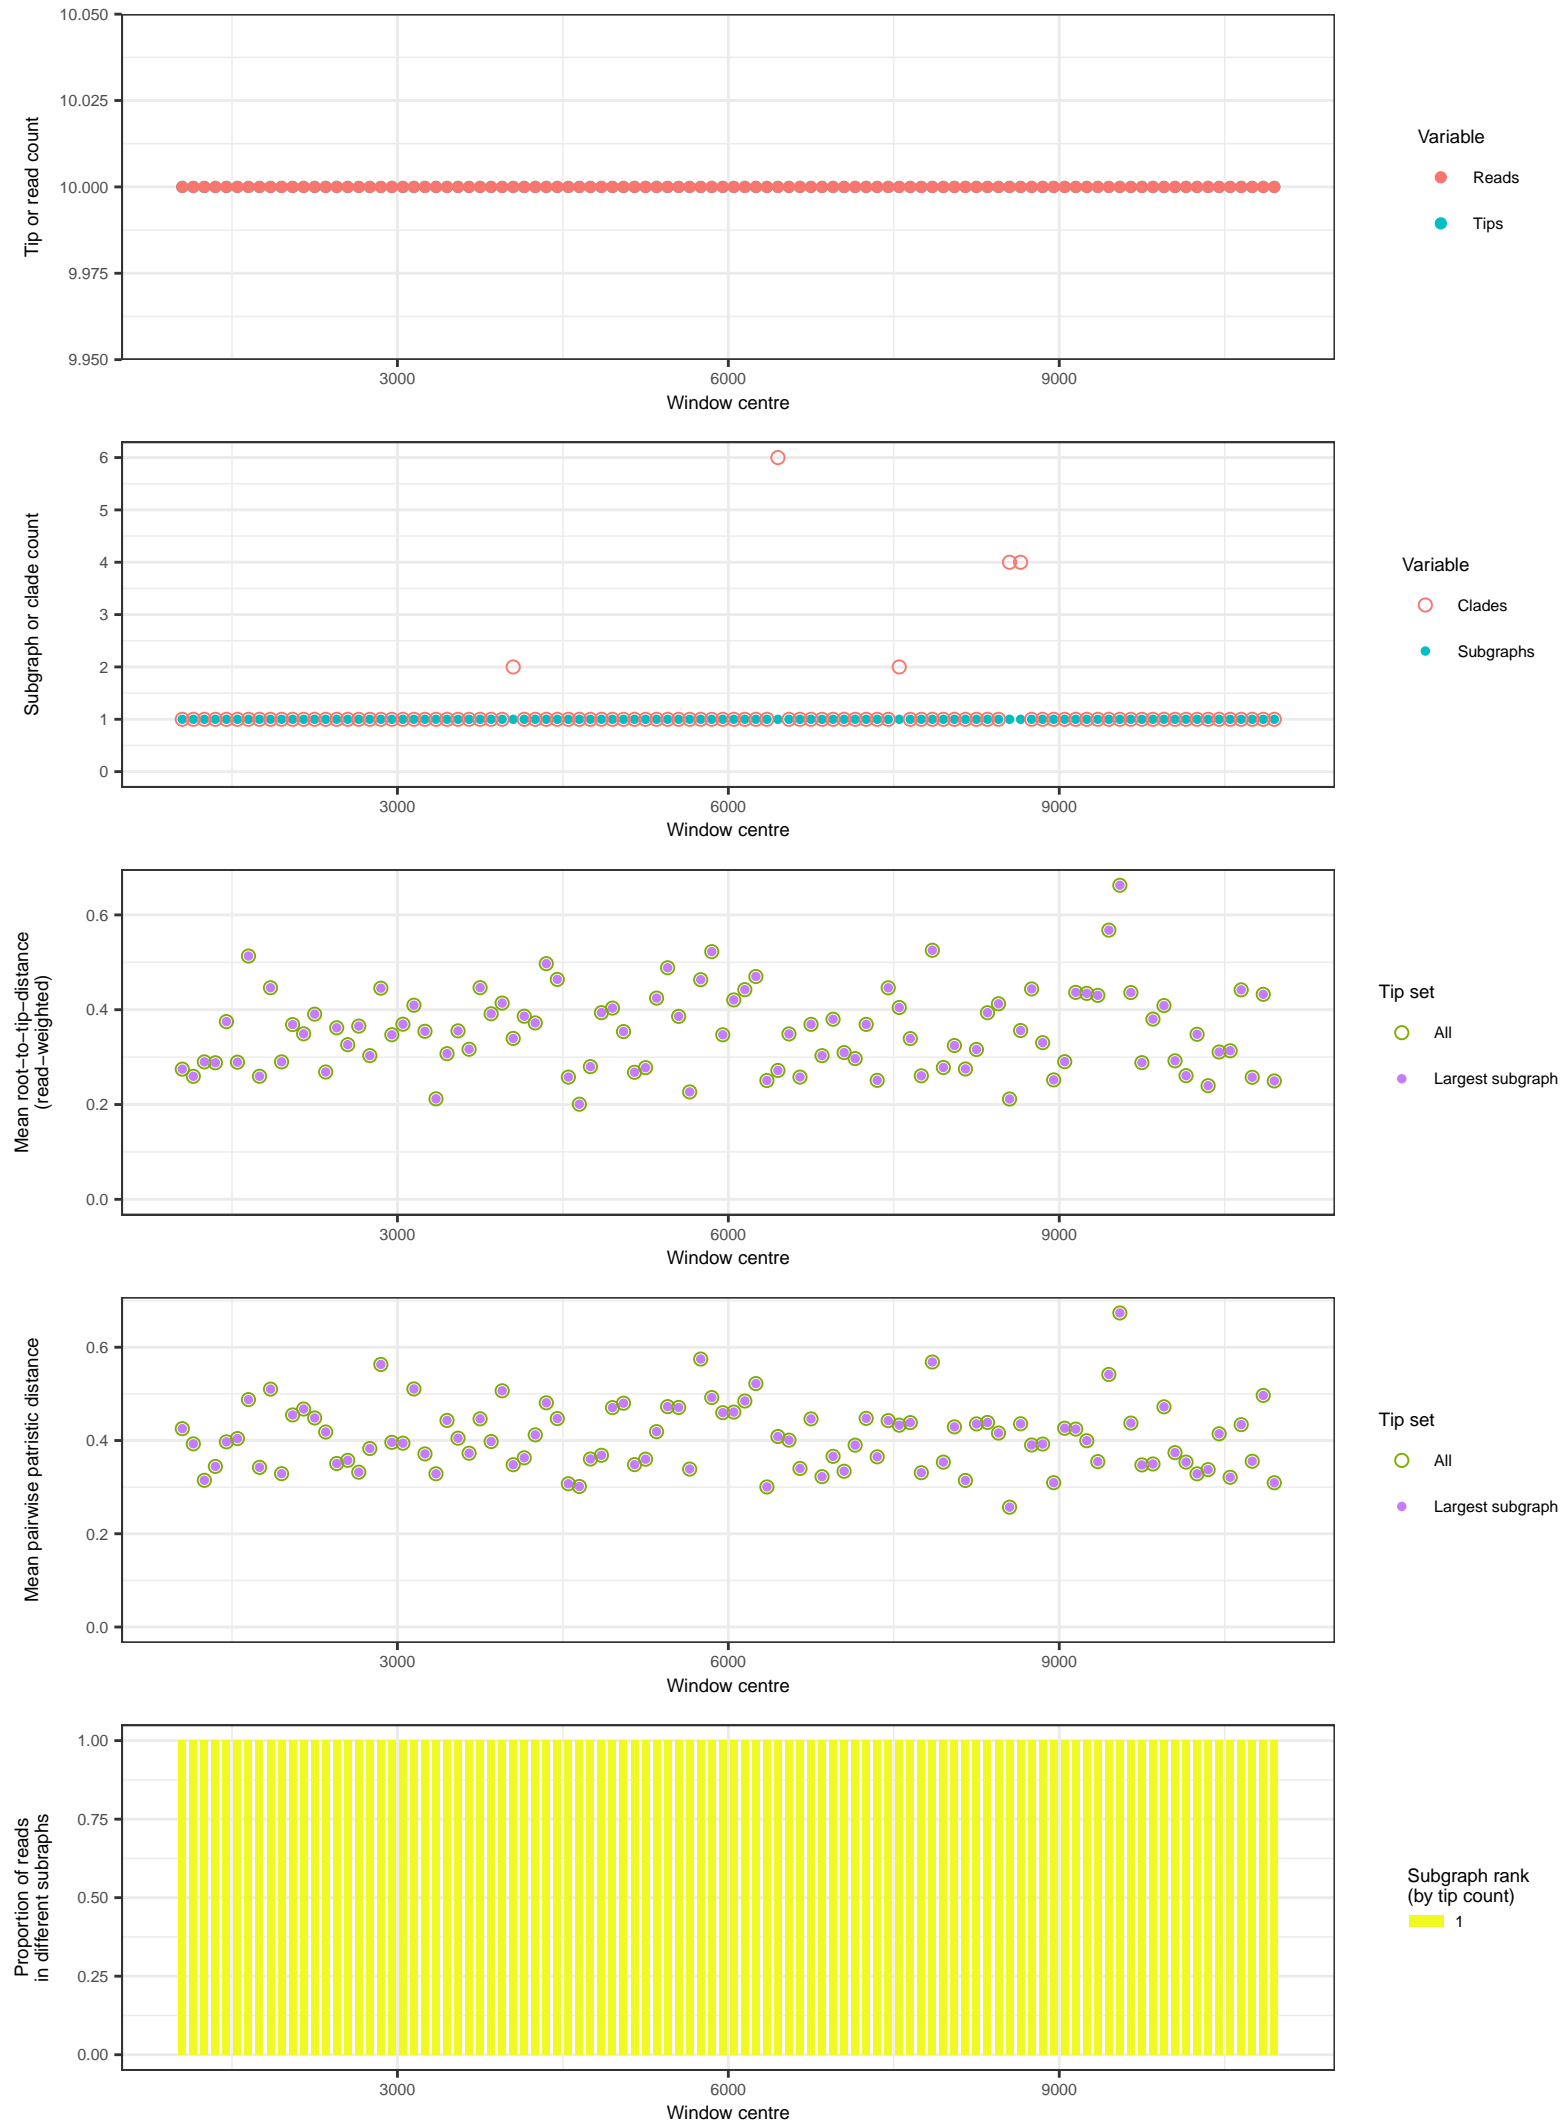 10.050
10.025
10.000
9.975
9.950
Tip or read count
3000
6000
9000
Window centre
Variable
Reads
Tips
6
5
4
3
2
1
0
Subgraph or clade count
3000
6000
9000
Window centre
Variable
Clades
Subgraphs
0.6
0.4
0.2
0.0
Mean root−to−tip−distance
(read−weighted)
3000
6000
9000
Window centre
Tip set
All
Largest subgraph
0.6
0.4
0.2
0.0
Mean pairwise patristic distance
3000
6000
9000
Window centre
Tip set
All
Largest subgraph
1.00
0.75
0.50
0.25
0.00
Proportion of reads
in different subraphs
3000
6000
9000
Window centre
Subgraph rank
(by tip count)
1